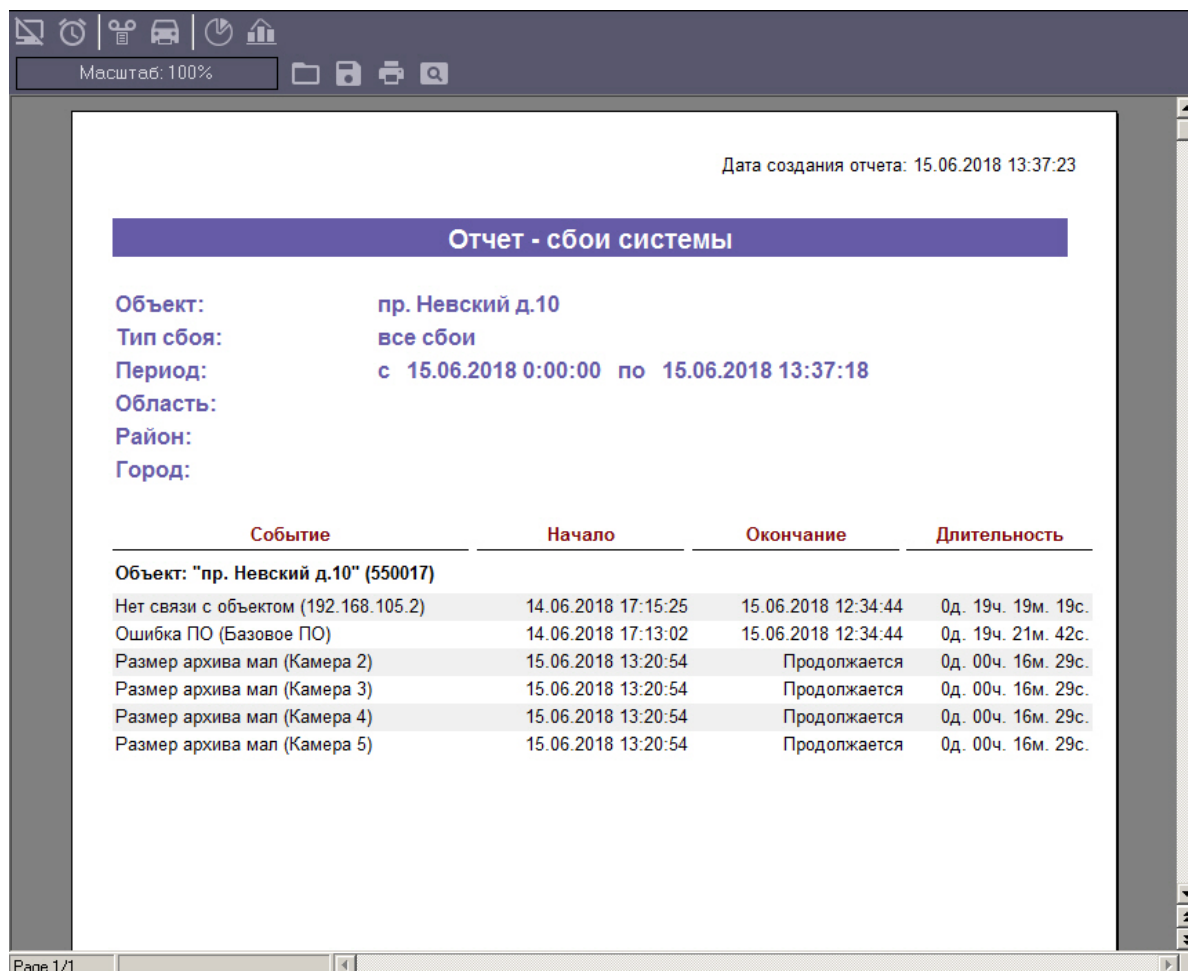 Масштаб: 100%
Дата создания отчета: 15.06.2018 13:37:23
Отчет - сбои системы
Объект: пр. Невский д.10
Тип сбоя: все сбои
Период: с 15.06.2018 0:00:00 по 15.06.2018 13:37:18
Область:
Район:
Город:
Событие Начало Окончание Длительность
Объект: "пр. Невский д.10" (550017)
Нет связи с объектом (192.168.105.2) 14.06.2018 17:15:25 15.06.2018 12:34:44 0д. 19ч. 19м. 19с.
Ошибка ПО (Базовое ПО) 14.06.2018 17:13:02 15.06.2018 12:34:44 0д. 19ч. 21м. 42с.
Размер архива мал (Камера 2) 15.06.2018 13:20:54 Продолжается 0д. 00ч. 16м. 29с.
Размер архива мал (Камера 3) 15.06.2018 13:20:54 Продолжается 0д. 00ч. 16м. 29с.
Размер архива мал (Камера 4) 15.06.2018 13:20:54 Продолжается 0д. 00ч. 16м. 29с.
Размер архива мал (Камера 5) 15.06.2018 13:20:54 Продолжается 0д. 00ч. 16м. 29с.
Page 1/1